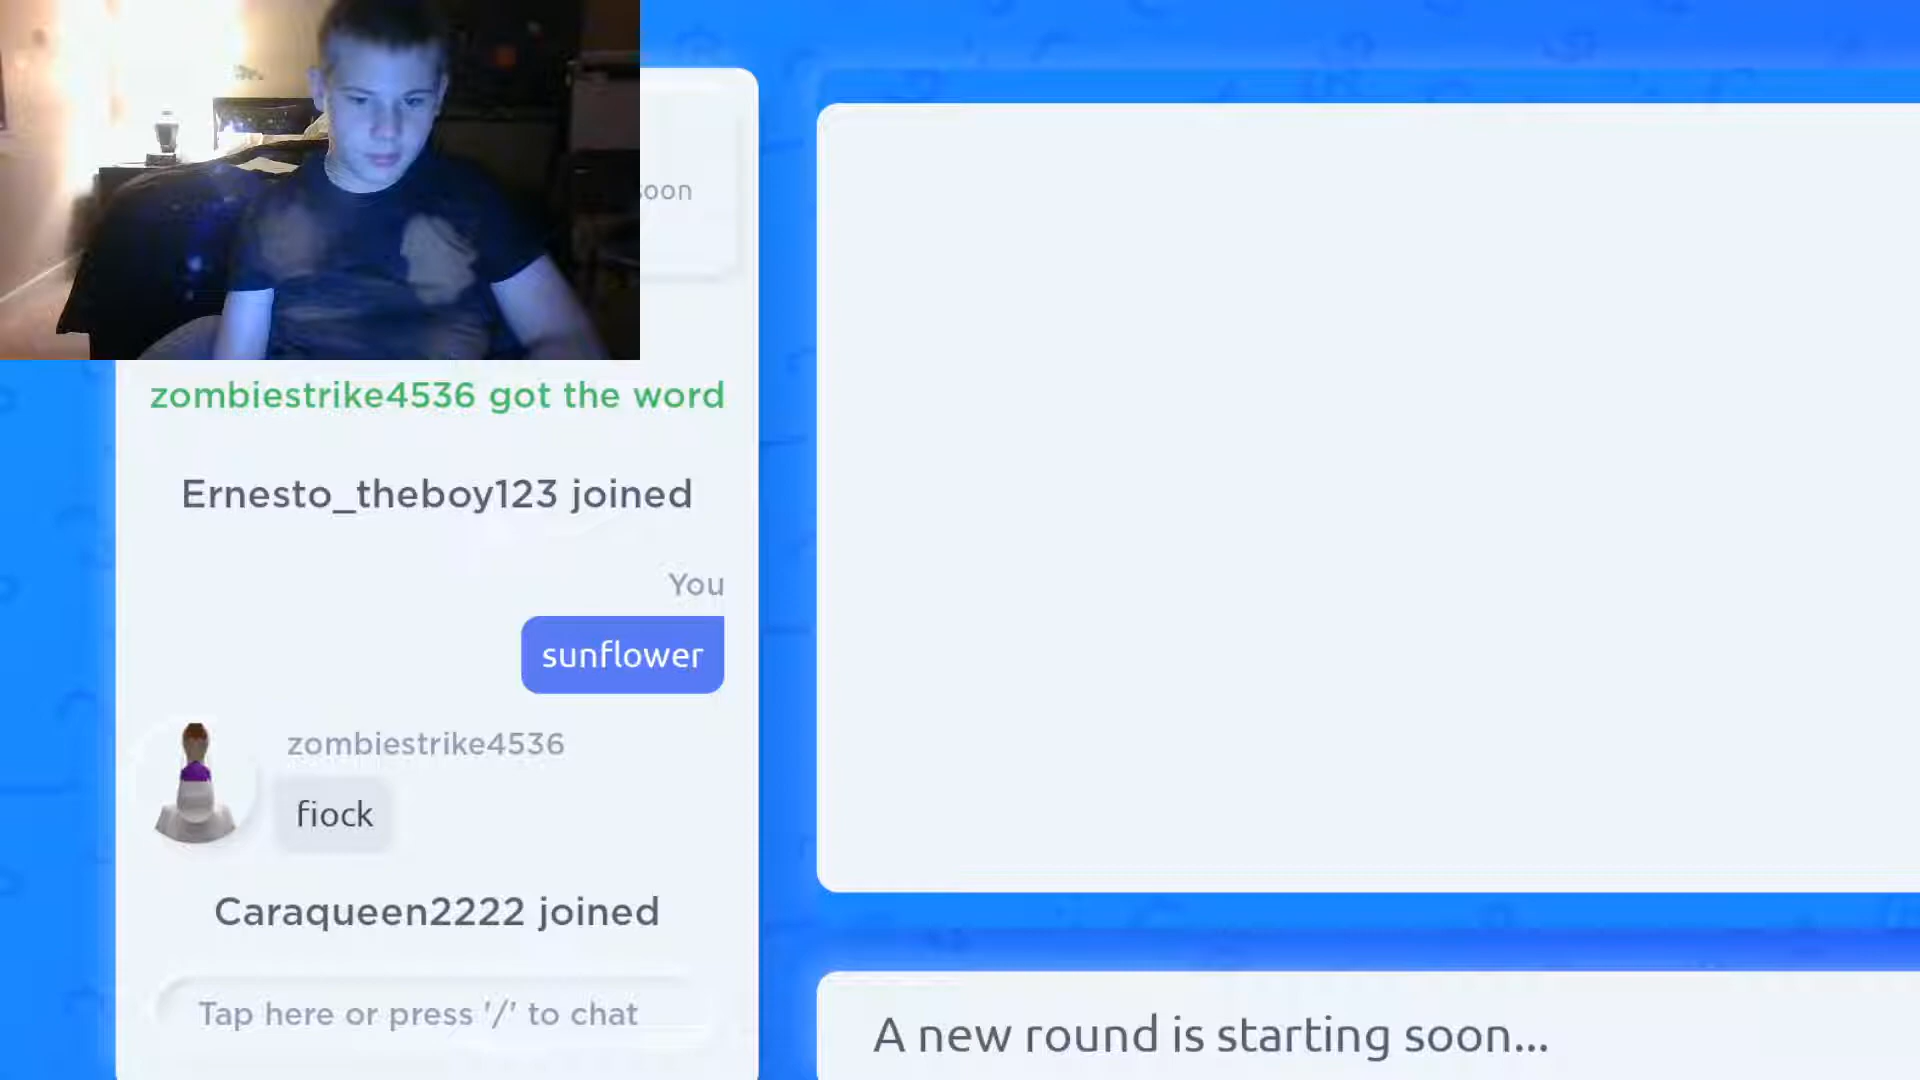 soon
zombiestrike4536 got the word
Ernesto_theboy123 joined
You
sunflower
zombiestrike4536
fiock
Caraqueen2222 joined
Tap here or press '/' to chat
A new round is starting soon...